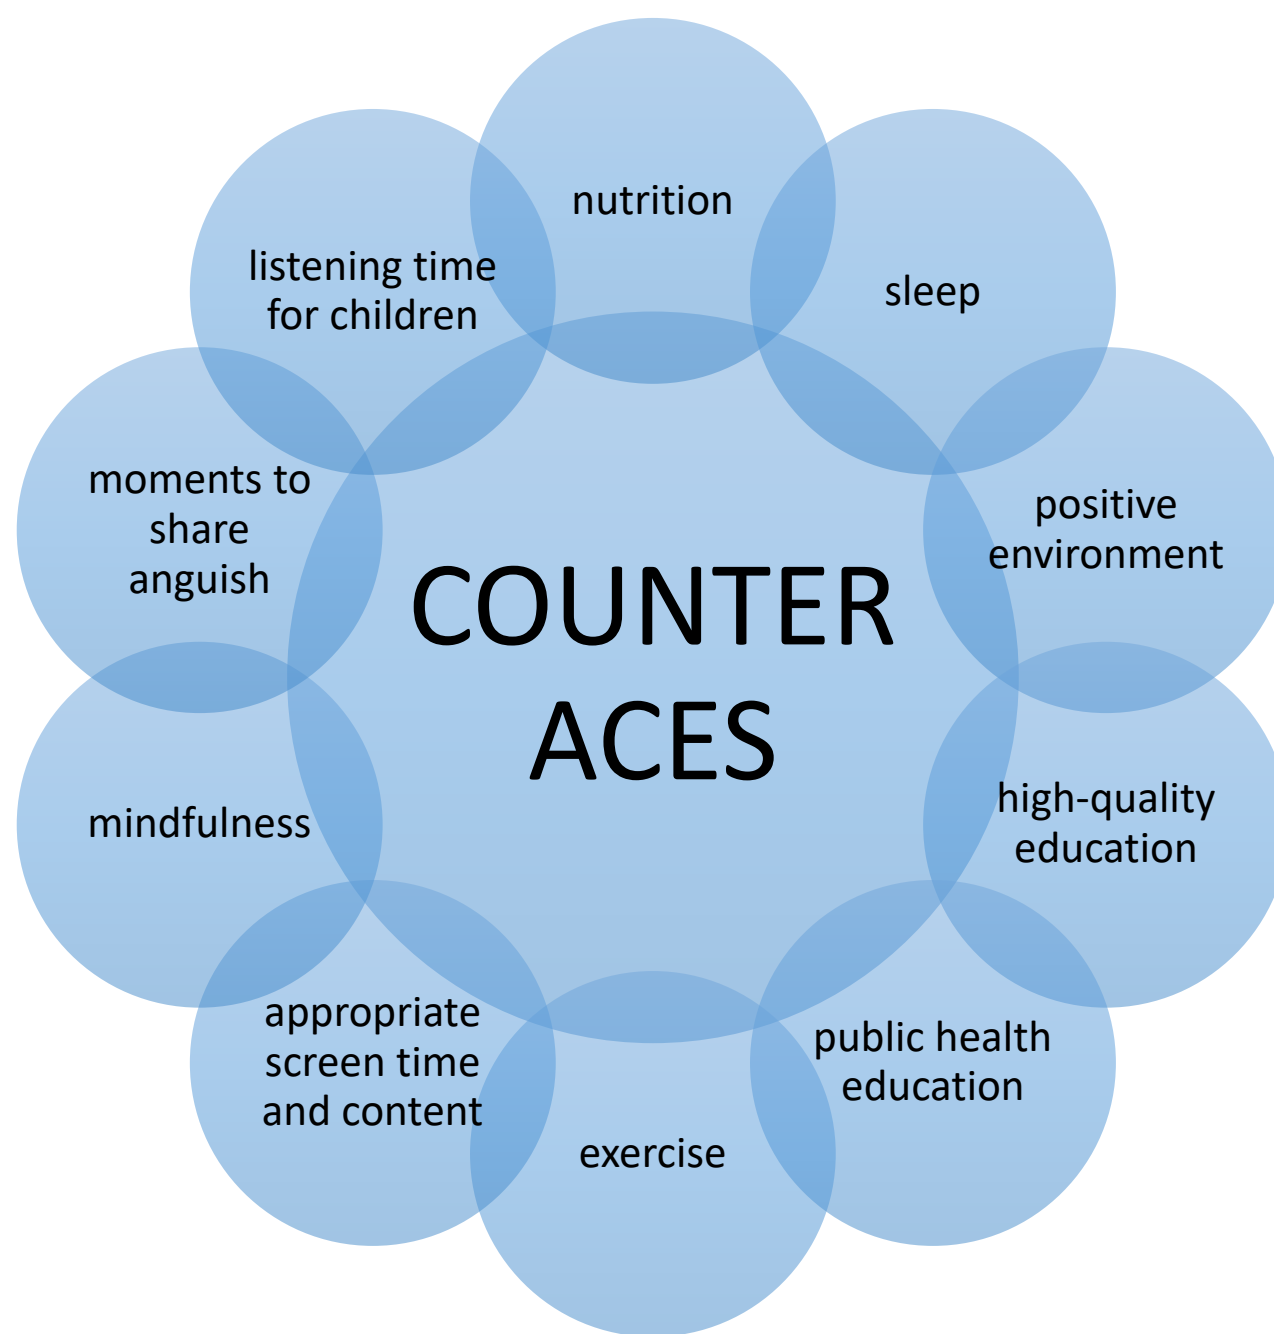 nutrition
sleep
positive
environment
high-quality
education
public health
education
exercise
appropriate
screen time
and content
mindfulness
moments to
share
anguish
listening time
for children
COUNTER
ACES